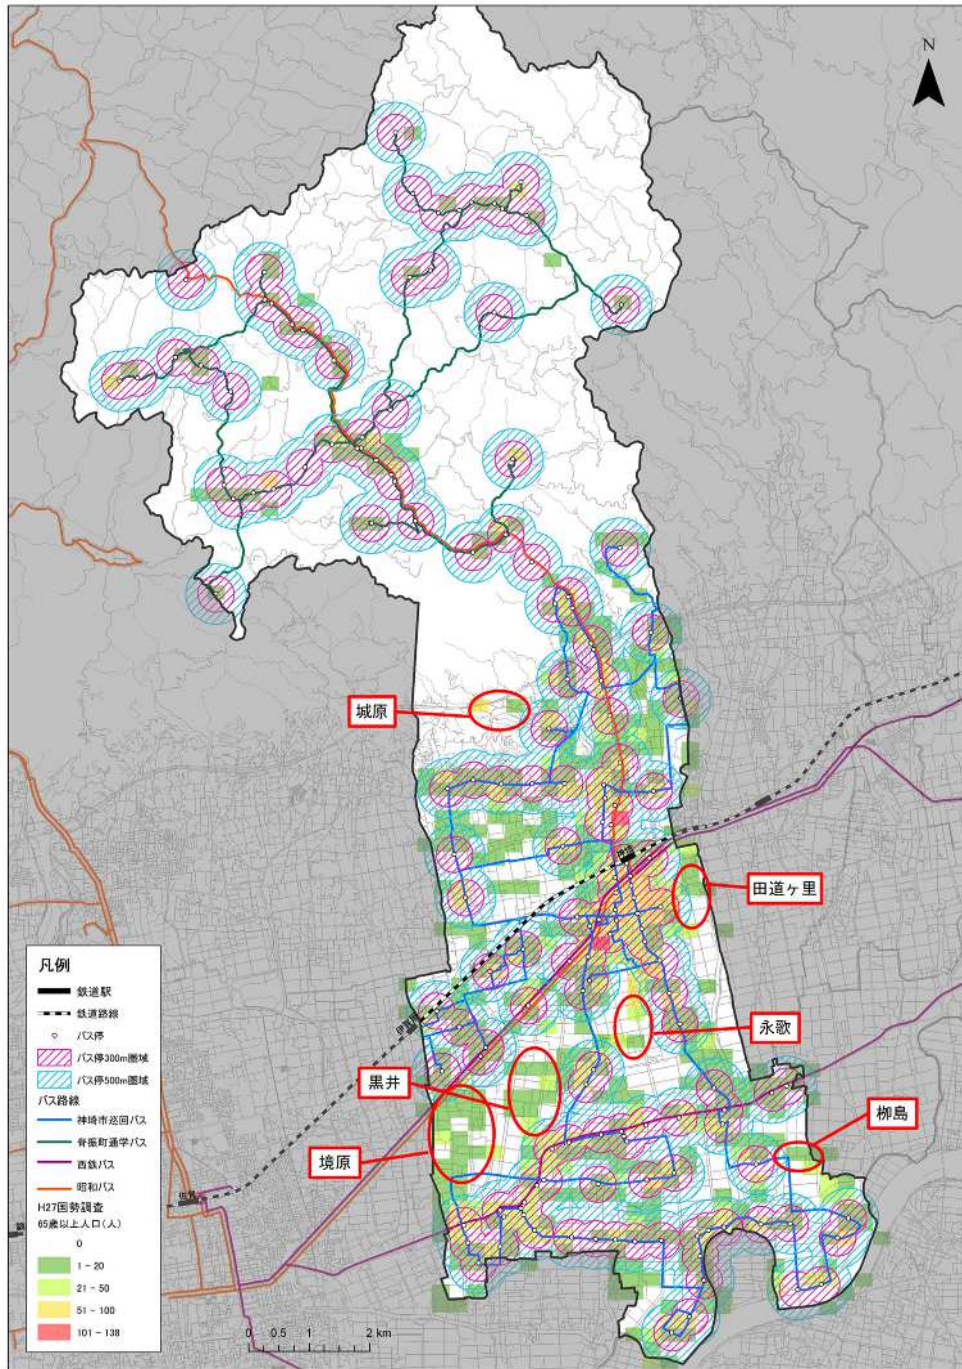 N
城原
田道ヶ里
永歌
黒井
柳島
境原
凡例
鉄道駅
鉄道路線
バス停
バス停300m圏域
バス停500m圏域
バス路線
神埼市巡回バス
脊振町通学バス
西鉄バス
昭和バス
H27国勢調査
65歳以上人口(人)
0
1 - 20
21 - 50
51 - 100
101 - 138
0 0.5 1 2 km